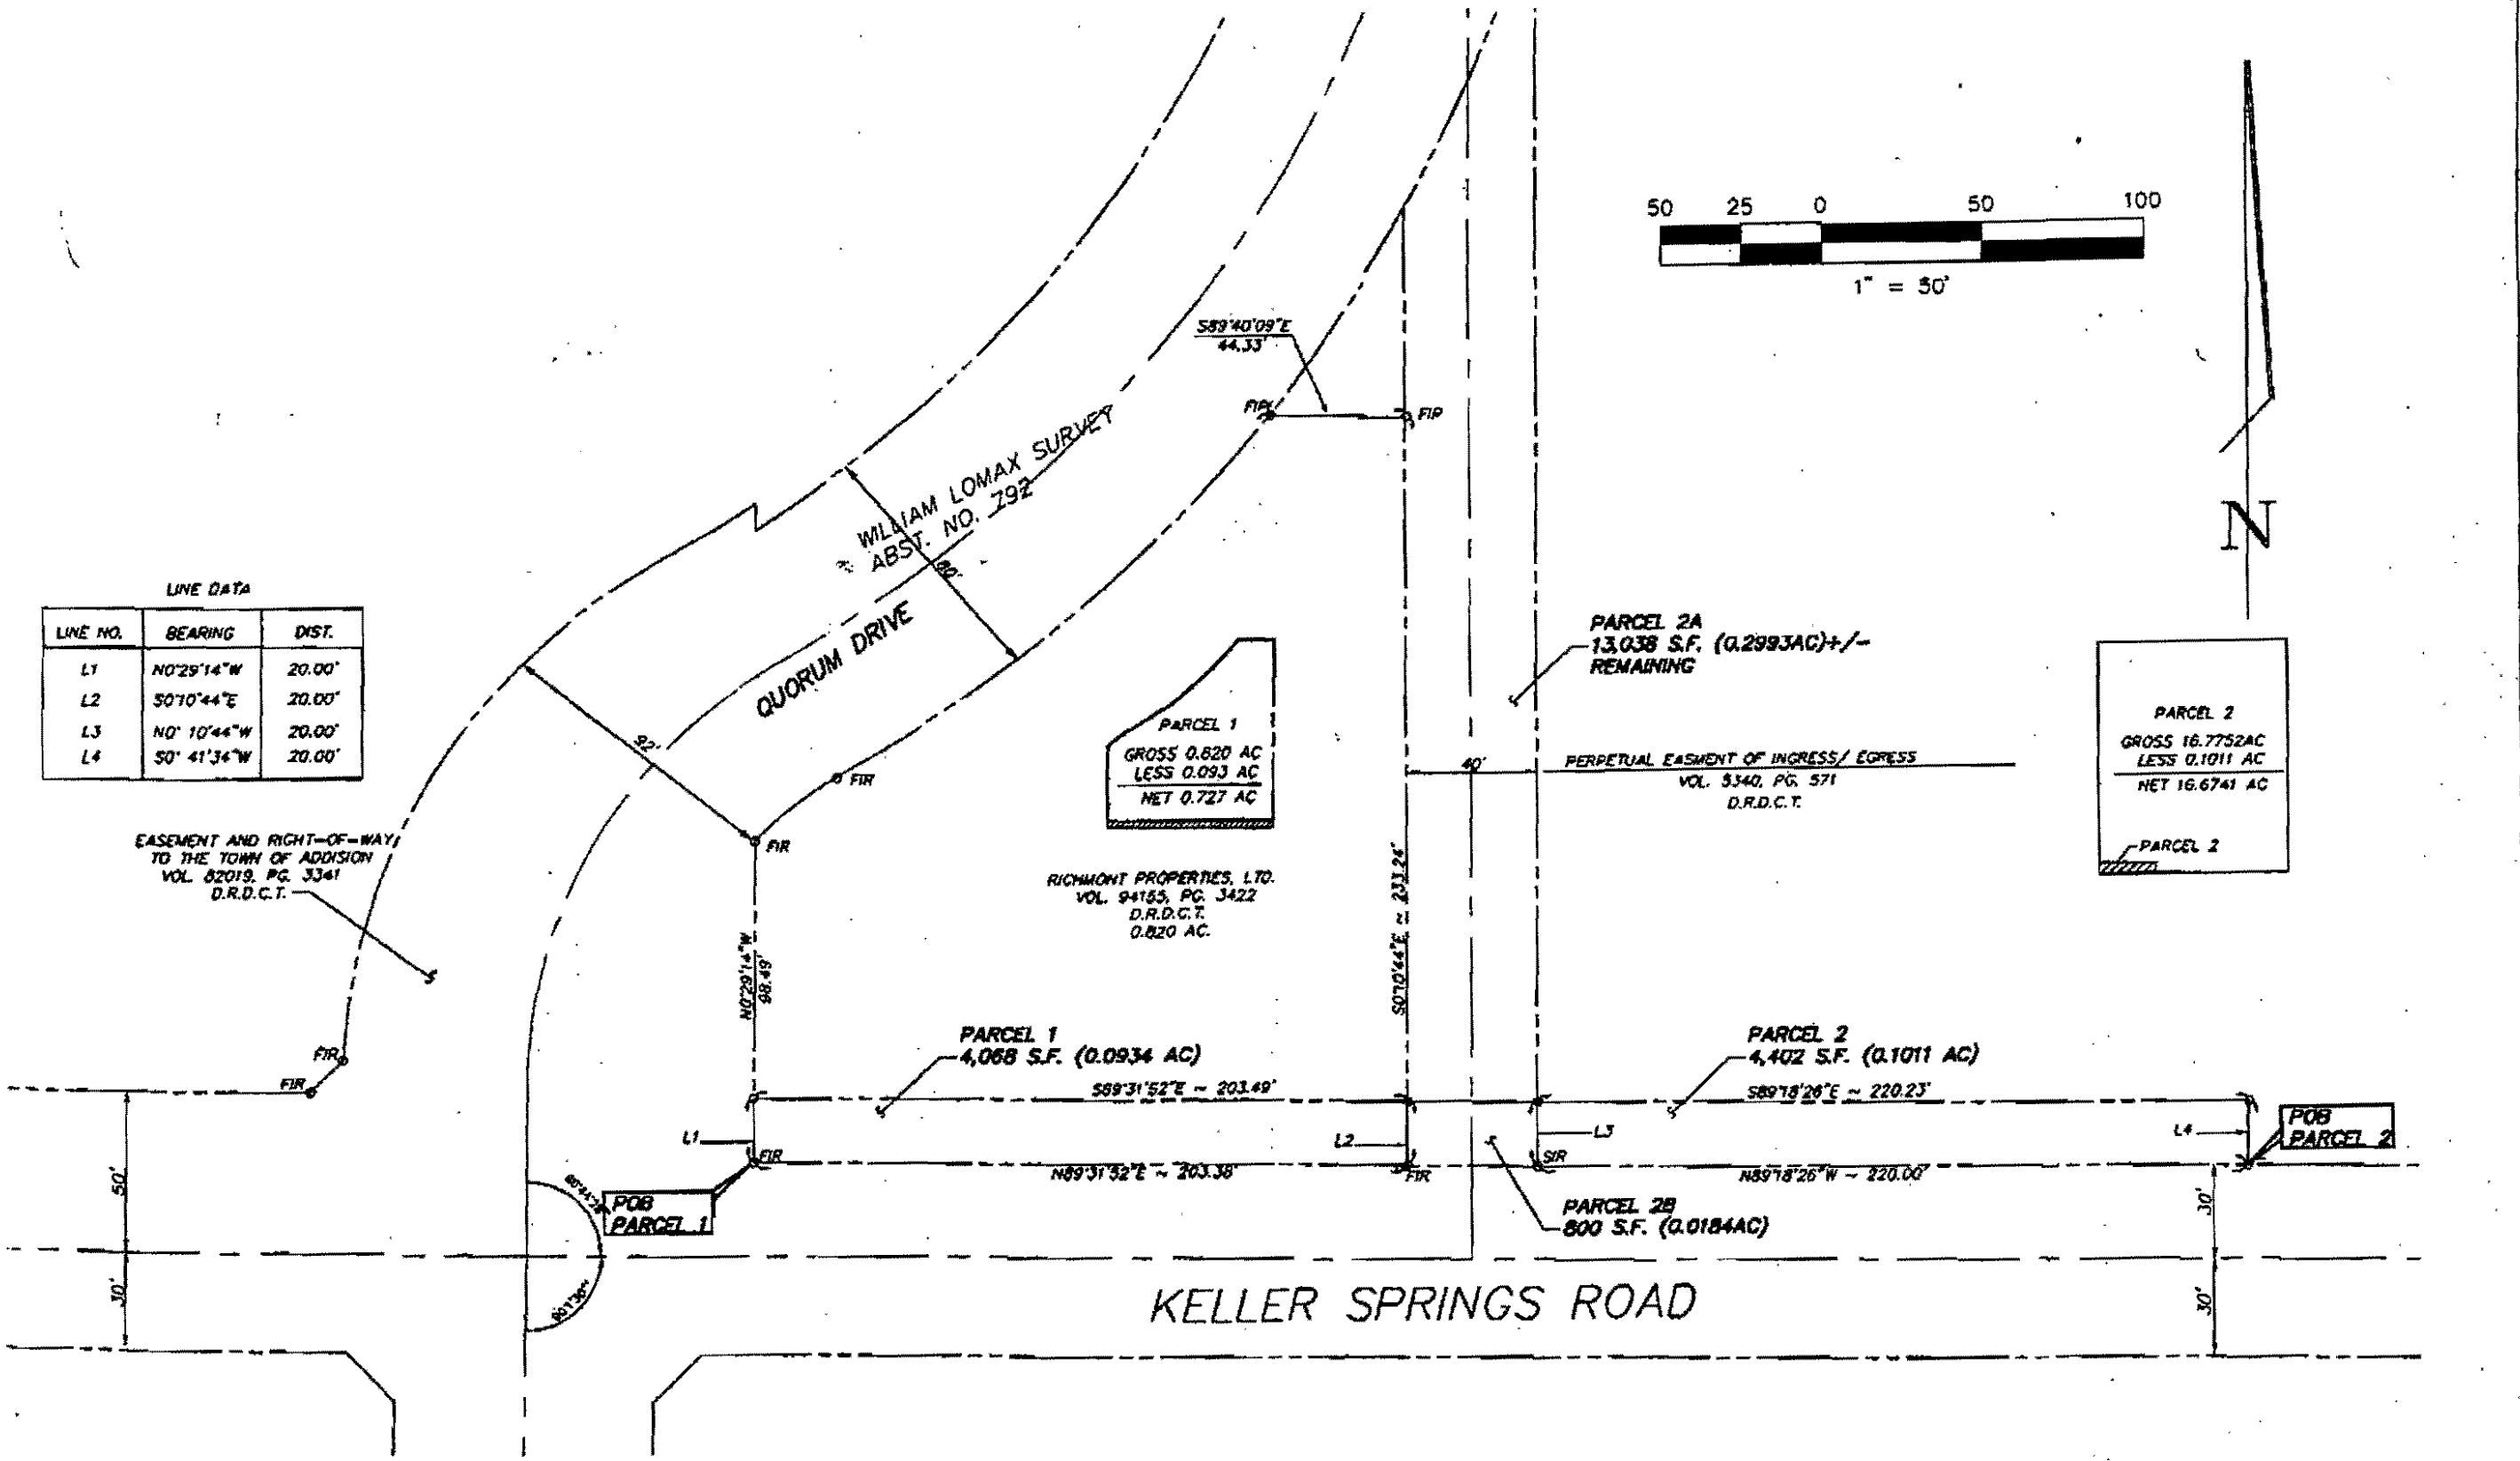 50 25 0 50 100
1" = 50'
S89°40'09"E
44.33'
FIR
FIP
WILLIAM LOMAX SURVEY
ABST. NO. 792
80'
QUORUM DRIVE
92'
LINE DATA
LINE NO. BEARING DIST.
L1 N0°29'14"W 20.00'
L2 S0°10'44"E 20.00'
L3 N0° 10'44"W 20.00'
L4 S0° 41'34"W 20.00'
N
PARCEL 2A
13,038 S.F. (0.2993AC)+/-
REMAINING
PARCEL 1
GROSS 0.820 AC
LESS 0.093 AC
NET 0.727 AC
PARCEL 2
GROSS 16.7752AC
LESS 0.1011 AC
NET 16.6741 AC
PARCEL 2
40'
PERPETUAL EASMENT OF INGRESS/ EGRESS
VOL. 5340, PG. 571
D.R.D.C.T.
FIR
FIR
EASEMENT AND RIGHT-OF-WAY
TO THE TOWN OF ADDISION
VOL. 82019, PG. 3341
D.R.D.C.T.
RICHMONT PROPERTIES, LTD.
VOL. 94155, PG. 3422
D.R.D.C.T.
0.820 AC.
N0°29'14"W
98.49'
S0°10'44"E ~ 233.24'
PARCEL 1
4,068 S.F. (0.0934 AC)
PARCEL 2
4,402 S.F. (0.1011 AC)
FIR
FIR
S89°31'52"E ~ 203.49'
S89°18'26"E ~ 220.23'
L1
L2
L3
L4
POB
PARCEL 2
FIR
N89°31'52"E ~ 203.38'
FIR
SIR
N89°18'26"W ~ 220.00'
POB
PARCEL 1
PARCEL 2B
800 S.F. (0.0184AC)
50'
30'
30'
30'
KELLER SPRINGS ROAD